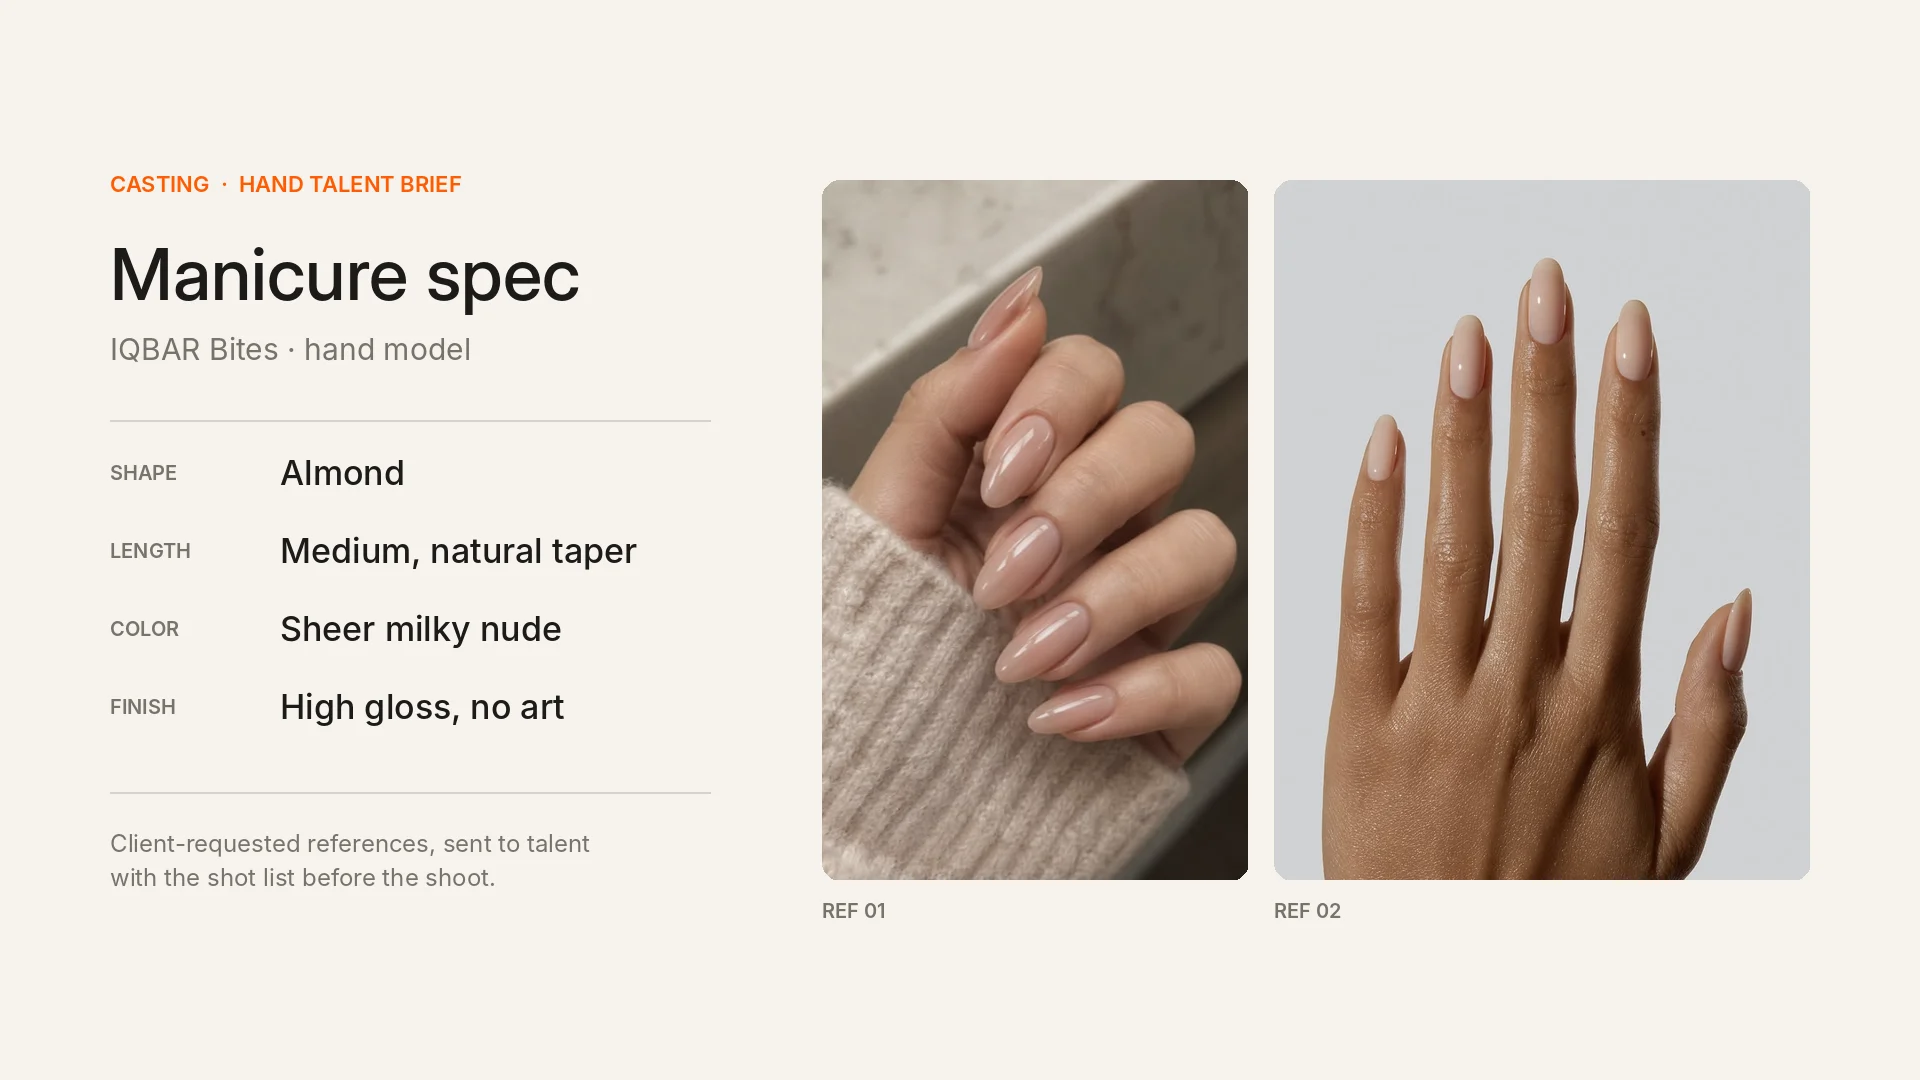 CASTING · HAND TALENT BRIEF
Manicure spec
IQBAR Bites · hand model
SHAPE Almond
LENGTH Medium, natural taper
COLOR Sheer milky nude
FINISH High gloss, no art
Client-requested references, sent to talent
with the shot list before the shoot.
REF 01
REF 02